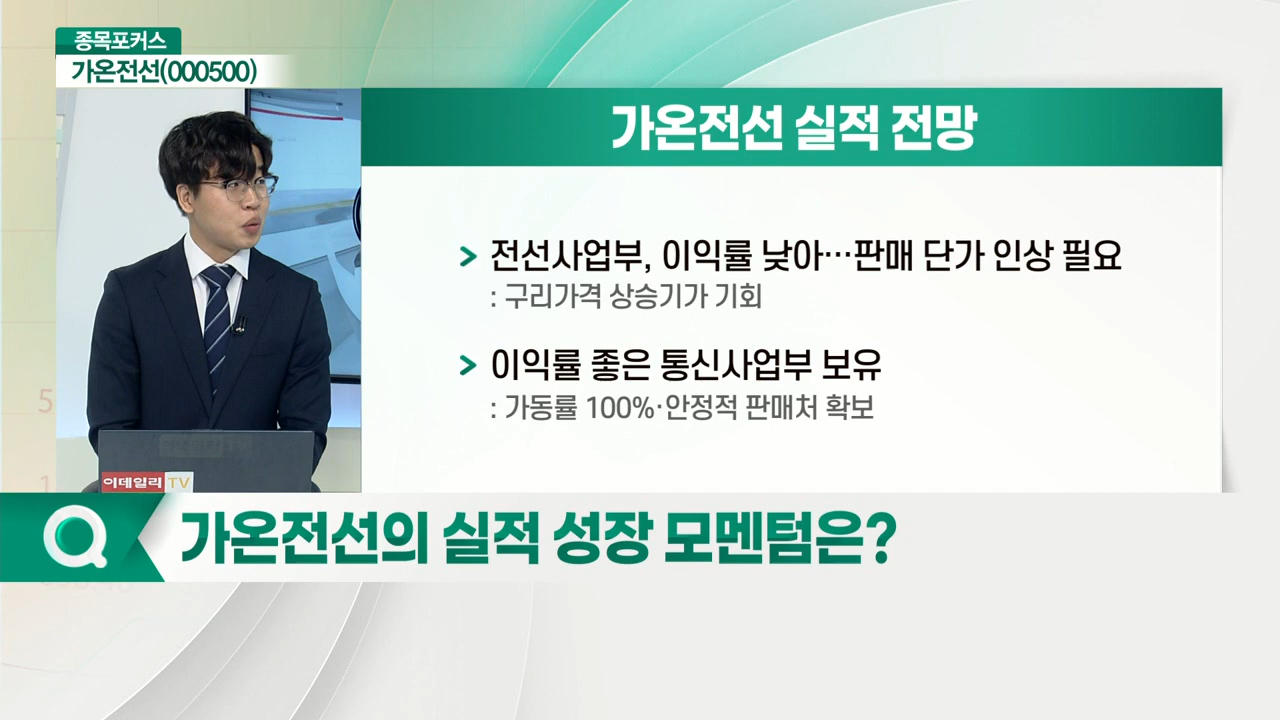 종목포커스
가온전선(000500)
가온전선 실적 전망
전선사업부, 이익률 낮아…판매 단가 인상 필요
: 구리가격 상승기가 기회
이익률 좋은 통신사업부 보유
: 가동률 100%·안정적 판매처 확보
이데일리TV
Q 가온전선의 실적 성장 모멘텀은?